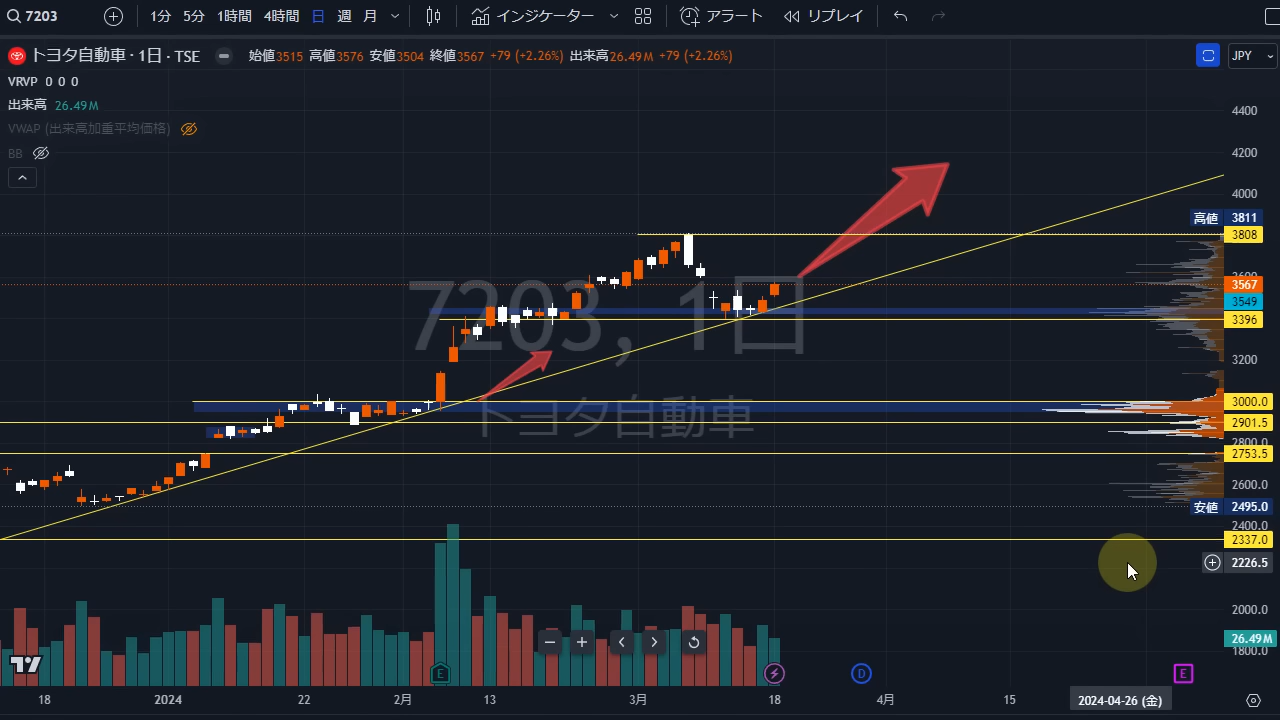 7203 1分 5分 1時間 4時間 日 週 月 インジケーター アラート リプレイ
トヨタ自動車 · 1日 · TSE 始値3515 高値3576 安値3504 終値3567 +79 (+2.26%) 出来高26.49M +79 (+2.26%) JPY
VRVP 0 0 0
出来高 26.49M
VWAP (出来高加重平均価格)
BB
4400
4200
4000
高値 3811
3808
3600
3567
3549
3396
3200
3000.0
2901.5
2800.0
2753.5
2600.0
安値 2495.0
2400.0
2337.0
2226.5
2000.0
26.49M
1800.0
7203, 1日
トヨタ自動車
E D E
18 2024 22 2月 13 3月 18 4月 15 2024-04-26 (金)